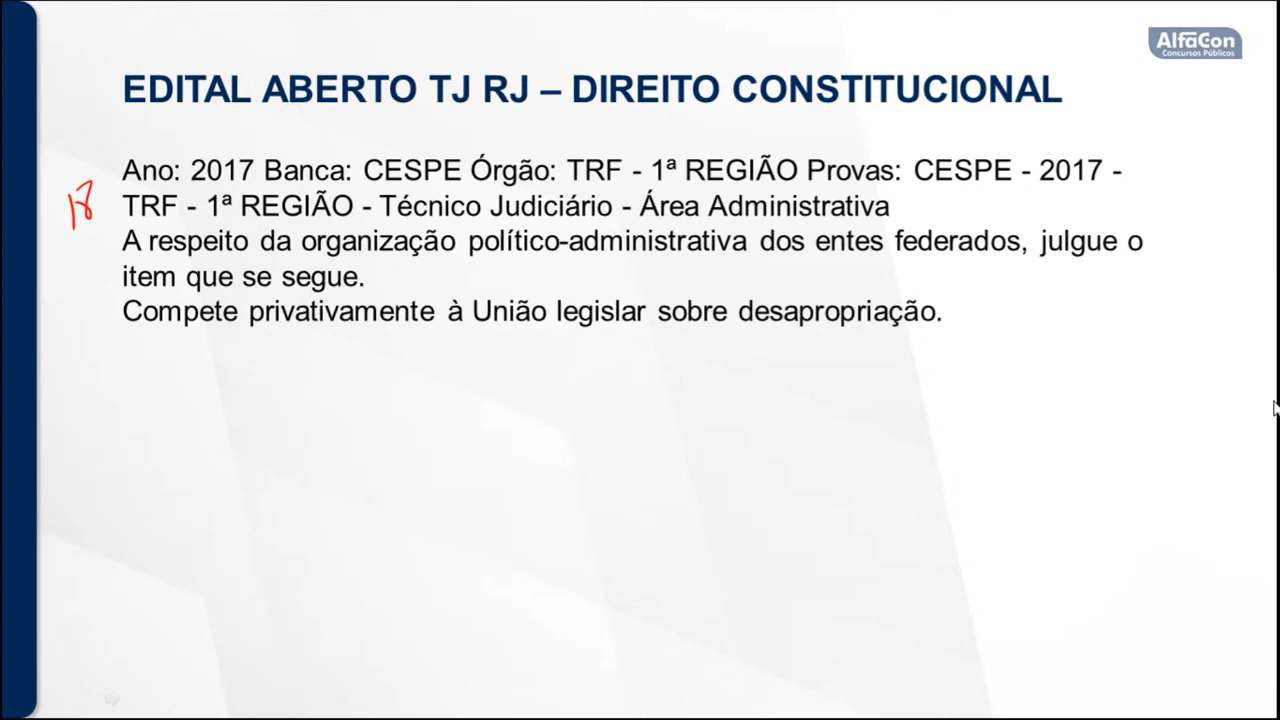 AlfaCon
Concursos Públicos
EDITAL ABERTO TJ RJ – DIREITO CONSTITUCIONAL
Ano: 2017 Banca: CESPE Órgão: TRF - 1ª REGIÃO Provas: CESPE - 2017 -
18 TRF - 1ª REGIÃO - Técnico Judiciário - Área Administrativa
A respeito da organização político-administrativa dos entes federados, julgue o
item que se segue.
Compete privativamente à União legislar sobre desapropriação.